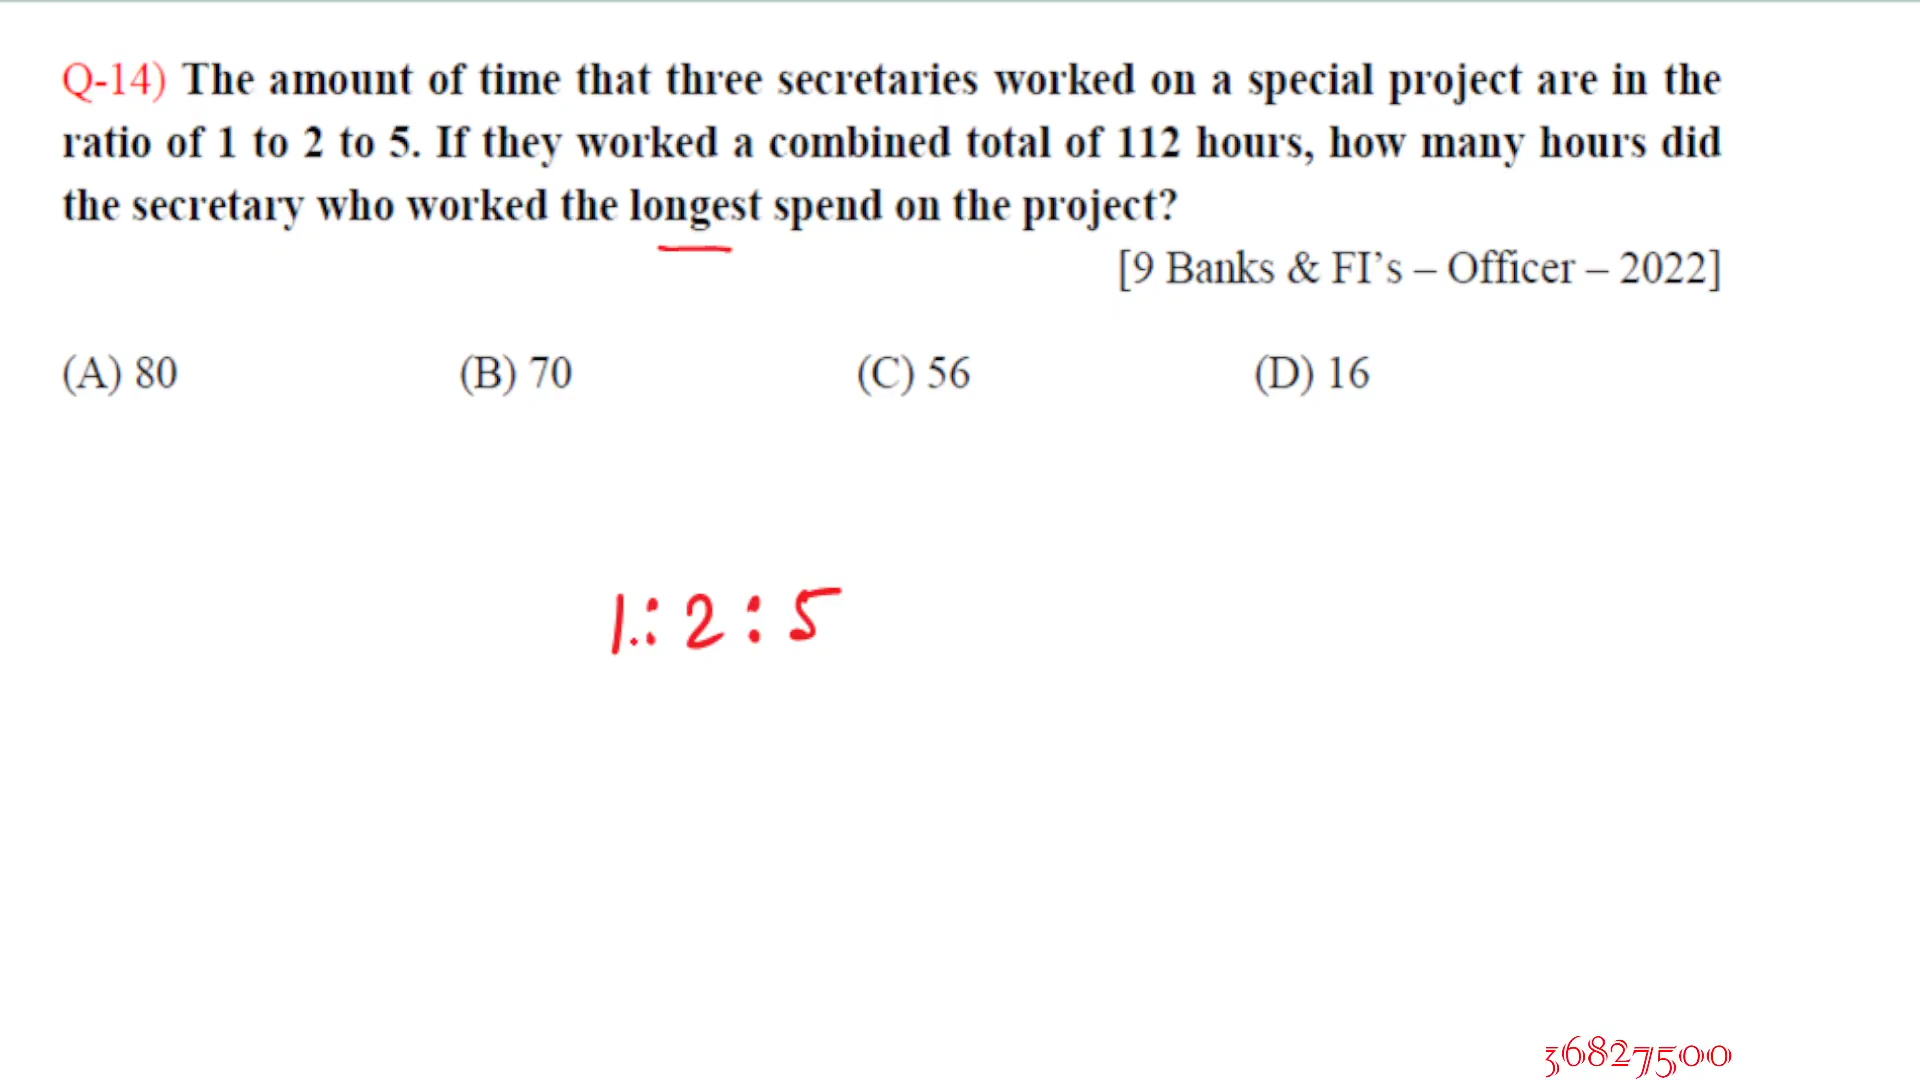 Q-14) The amount of time that three secretaries worked on a special project are in the
ratio of 1 to 2 to 5. If they worked a combined total of 112 hours, how many hours did
the secretary who worked the longest spend on the project?
[9 Banks & FI’s – Officer – 2022]
(A) 80 (B) 70 (C) 56 (D) 16
1 : 2 : 5
36827500